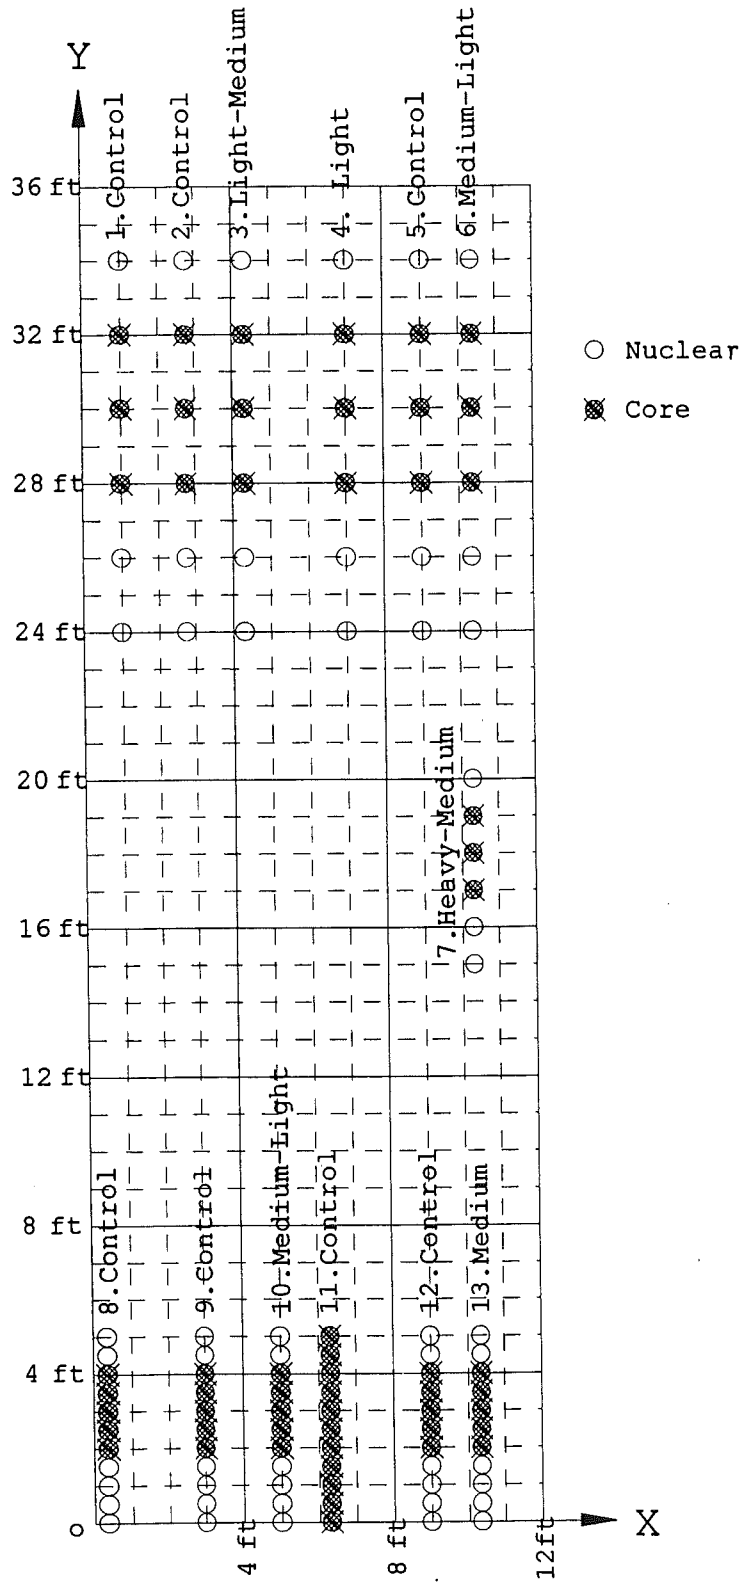 Y
1.Control
2.Control
3.Light-Medium
4. Light
5.Control
6.Medium-Light
36 ft
32 ft
28 ft
24 ft
20 ft
16 ft
12 ft
8 ft
4 ft
o
Nuclear
Core
7.Heavy-Medium
8.Control
9.Control
10.Medium-Light
11.Control
12.Control
13.Medium
4 ft
8 ft
12ft
X